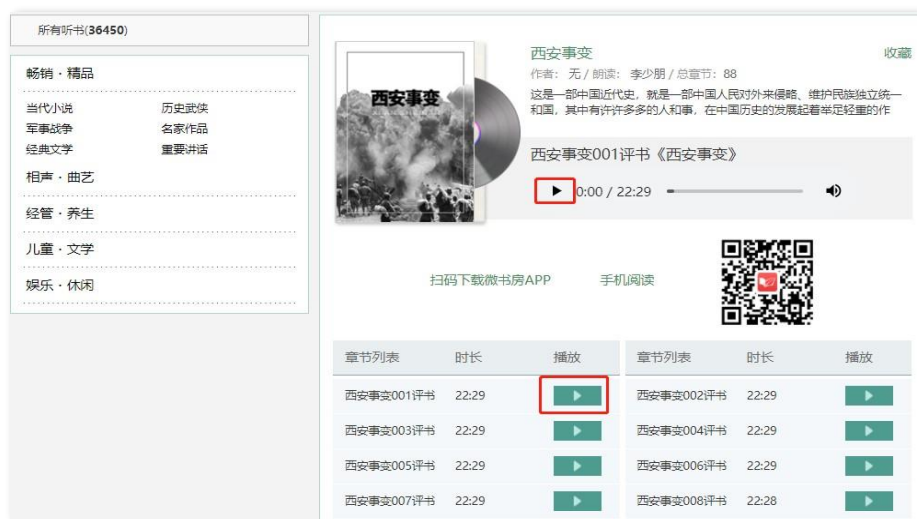 所有听书(36450)
畅销 · 精品
当代小说 历史武侠
军事战争 名家作品
经典文学 重要讲话
相声 · 曲艺
经管 · 养生
儿童 · 文学
娱乐 · 休闲
西安事变
西安事变 收藏
作者： 无 / 朗读： 李少朋 / 总章节：88
这是一部中国近代史，就是一部中国人民对外来侵略、维护民族独立统一
和国，其中有许许多多的人和事，在中国历史的发展起着举足轻重的作
西安事变001评书《西安事变》
0:00 / 22:29
扫码下载微书房APP 手机阅读
章节列表 时长 播放 章节列表 时长 播放
西安事变001评书 22:29 西安事变002评书 22:29
西安事变003评书 22:29 西安事变004评书 22:29
西安事变005评书 22:29 西安事变006评书 22:29
西安事变007评书 22:29 西安事变008评书 22:28